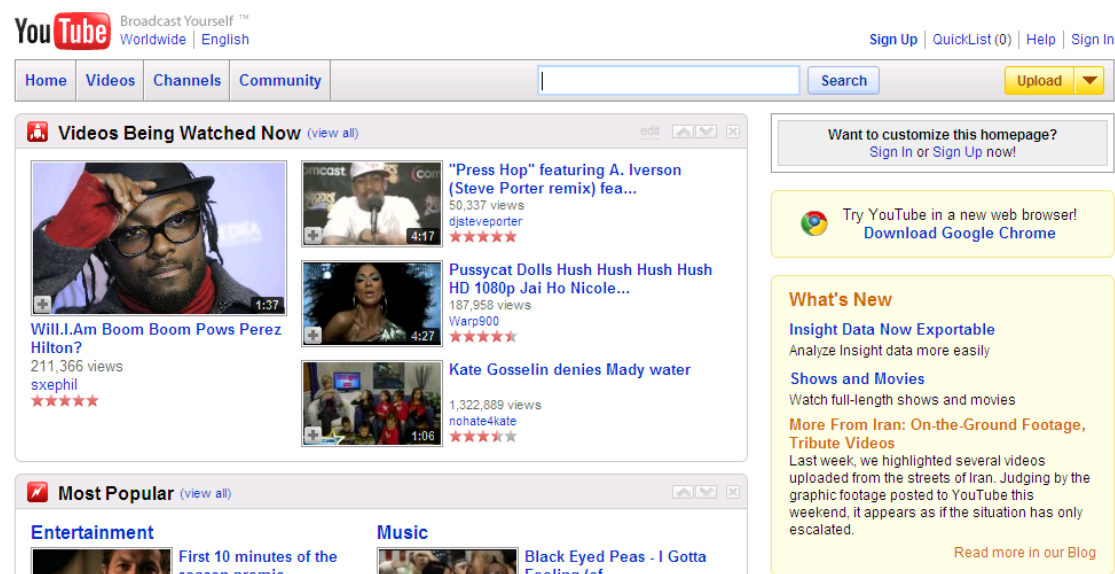 YouTube
Broadcast Yourself ™
Worldwide | English
Sign Up | QuickList (0) | Help | Sign In
Home Videos Channels Community
Search
Upload
Videos Being Watched Now (view all)
edit
1:37
Will.I.Am Boom Boom Pows Perez
Hilton?
211,366 views
sxephil
4:17
"Press Hop" featuring A. Iverson
(Steve Porter remix) fea...
50,337 views
djsteveporter
4:27
Pussycat Dolls Hush Hush Hush Hush
HD 1080p Jai Ho Nicole...
187,958 views
Warp900
1:06
Kate Gosselin denies Mady water
1,322,889 views
nohate4kate
Most Popular (view all)
Entertainment
First 10 minutes of the
Music
Black Eyed Peas - I Gotta
Want to customize this homepage?
Sign In or Sign Up now!
Try YouTube in a new web browser!
Download Google Chrome
What's New
Insight Data Now Exportable
Analyze Insight data more easily
Shows and Movies
Watch full-length shows and movies
More From Iran: On-the-Ground Footage,
Tribute Videos
Last week, we highlighted several videos
uploaded from the streets of Iran. Judging by the
graphic footage posted to YouTube this
weekend, it appears as if the situation has only
escalated.
Read more in our Blog